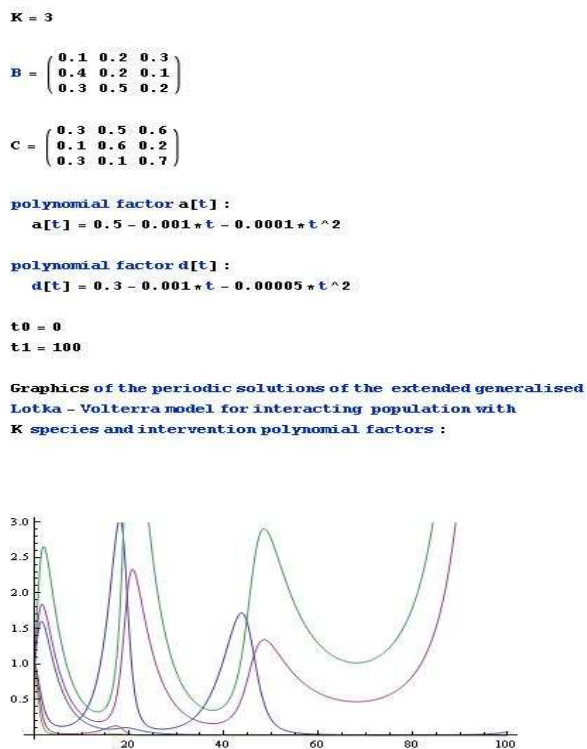 K = 3
B = ( 0.1 0.2 0.3
0.4 0.2 0.1
0.3 0.5 0.2 )
C = ( 0.3 0.5 0.6
0.1 0.6 0.2
0.3 0.1 0.7 )
polynomial factor a[t] :
a[t] = 0.5 - 0.001*t - 0.0001*t^2
polynomial factor d[t] :
d[t] = 0.3 - 0.001*t - 0.00005*t^2
t0 = 0
t1 = 100
Graphics of the periodic solutions of the extended generalised
Lotka - Volterra model for interacting population with
K species and intervention polynomial factors :
3.0
2.5
2.0
1.5
1.0
0.5
20 40 60 80 100